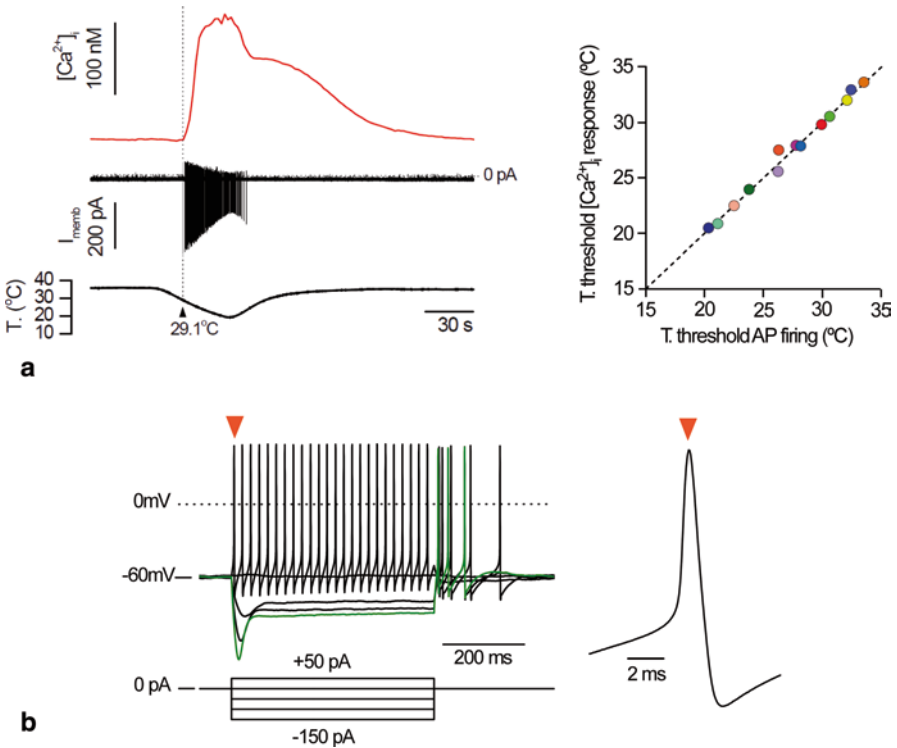 [Ca²⁺]ᵢ
100 nM
0 pA
Iₘₑₘb
200 pA
T. (°C)
40
30
20
10
29.1°C
30 s
a
T. threshold [Ca²⁺]ᵢ response (ºC)
35
30
25
20
15
15
20
25
30
35
T. threshold AP firing (ºC)
0mV
-60mV
200 ms
+50 pA
0 pA
-150 pA
2 ms
b